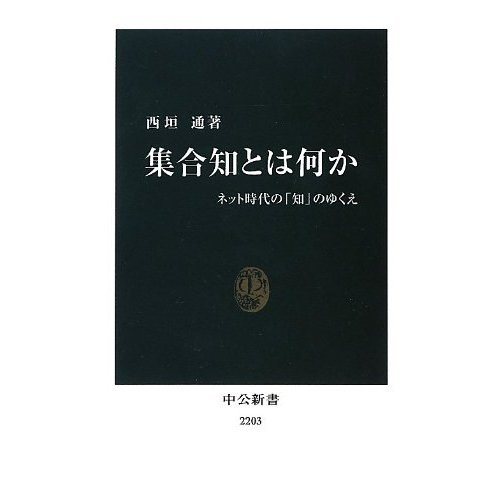 西垣 通著
集合知とは何か
ネット時代の「知」のゆくえ
中公新書
2203